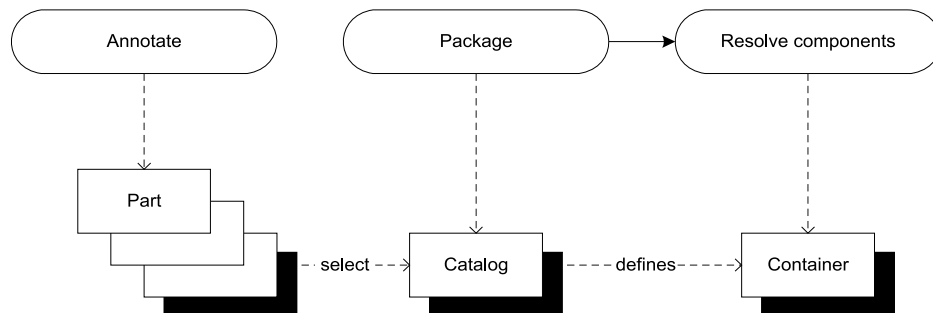 Annotate
Package
Resolve components
Part
select
Catalog
defines
Container